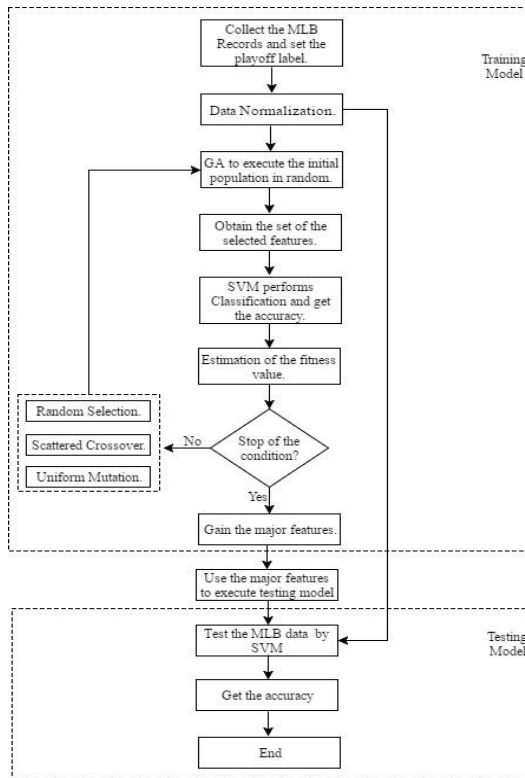 Collect the MLB
Records and set the
playoff label.
Training
Model
Data Normalization.
GA to execute the initial
population in random.
Obtain the set of the
selected features.
SVM performs
Classification and get
the accuracy.
Estimation of the fitness
value.
Random Selection.
Scattered Crossover.
Uniform Mutation.
No
Stop of the
condition?
Yes
Gain the major features.
Use the major features
to execute testing model
Test the MLB data by
SVM
Testing
Model
Get the accuracy
End